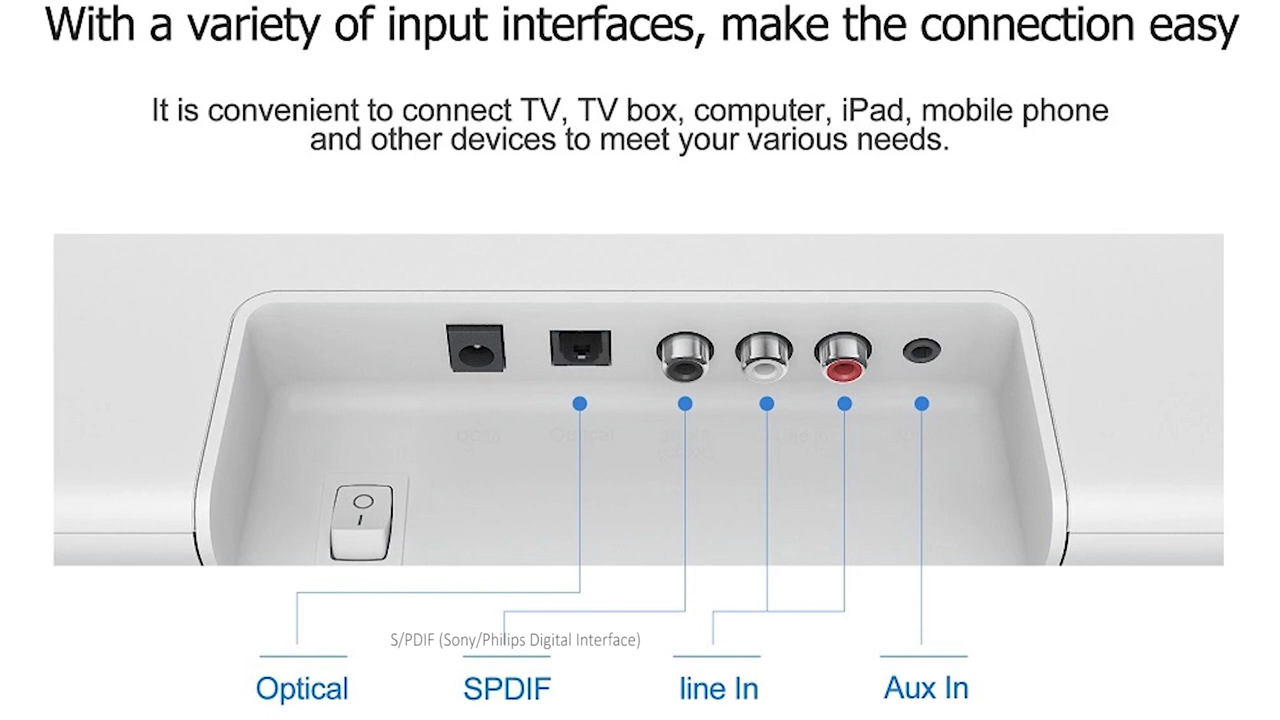 With a variety of input interfaces, make the connection easy
It is convenient to connect TV, TV box, computer, iPad, mobile phone
and other devices to meet your various needs.
Optical
S/PDIF (Sony/Philips Digital Interface)
Optical
SPDIF
line In
Aux In